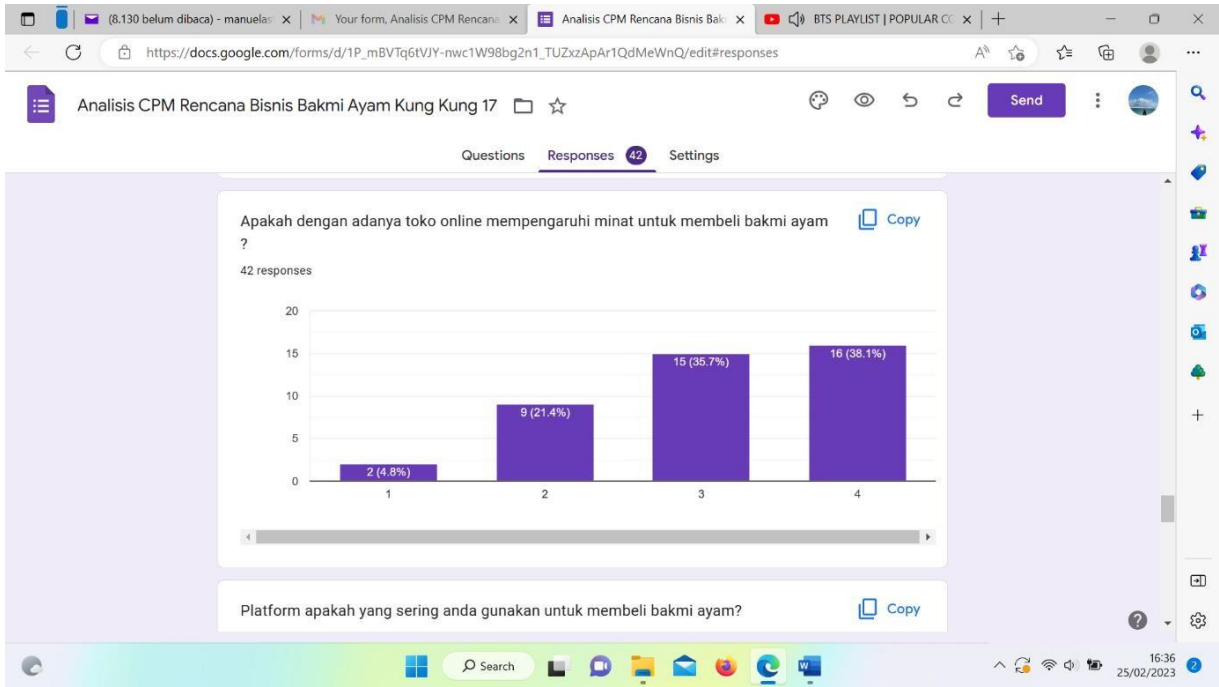 (8.130 belum dibaca) - manuelas
Your form, Analisis CPM Rencana
Analisis CPM Rencana Bisnis Bak
BTS PLAYLIST | POPULAR
https://docs.google.com/forms/d/1P_mBVTq6tVJY-nwc1W98bg2n1_TUZxzApAr1QdMeWnQ/edit#responses
Analisis CPM Rencana Bisnis Bakmi Ayam Kung Kung 17
Send
Questions Responses 42 Settings
Apakah dengan adanya toko online mempengaruhi minat untuk membeli bakmi ayam
?
Copy
42 responses
20
15
10
5
0
2 (4.8%)
9 (21.4%)
15 (35.7%)
16 (38.1%)
1 2 3 4
Platform apakah yang sering anda gunakan untuk membeli bakmi ayam?
Copy
Search
16:36
25/02/2023
2